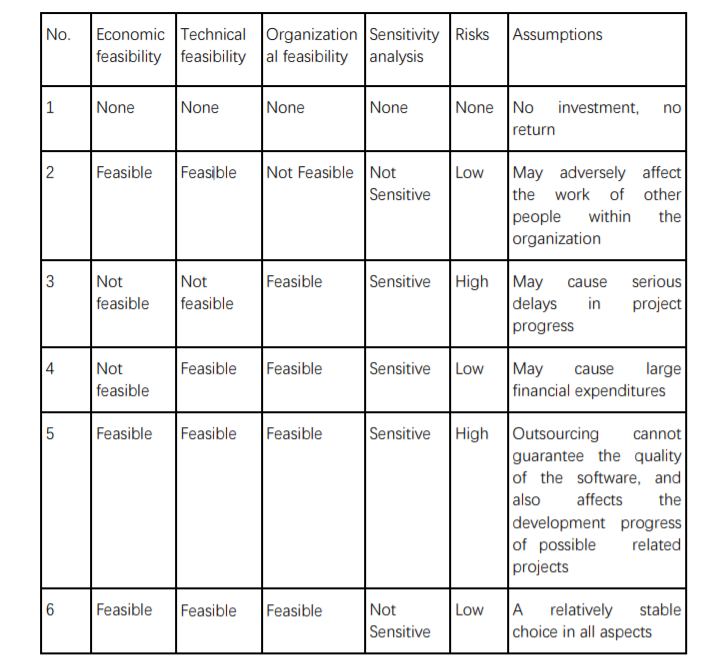 No. Economic Technical Organization Sensitivity Risks Assumptions
feasibility feasibility al feasibility analysis
1 None None None None None No investment, no
return
2 Feasible Feasible Not Feasible Not Low May adversely affect
Sensitive the work of other
people within the
organization
3 Not Not Feasible Sensitive High May cause serious
feasible feasible delays in project
progress
4 Not Feasible Feasible Sensitive Low May cause large
feasible financial expenditures
5 Feasible Feasible Feasible Sensitive High Outsourcing cannot
guarantee the quality
of the software, and
also affects the
development progress
of possible related
projects
6 Feasible Feasible Feasible Not Low A relatively stable
Sensitive choice in all aspects